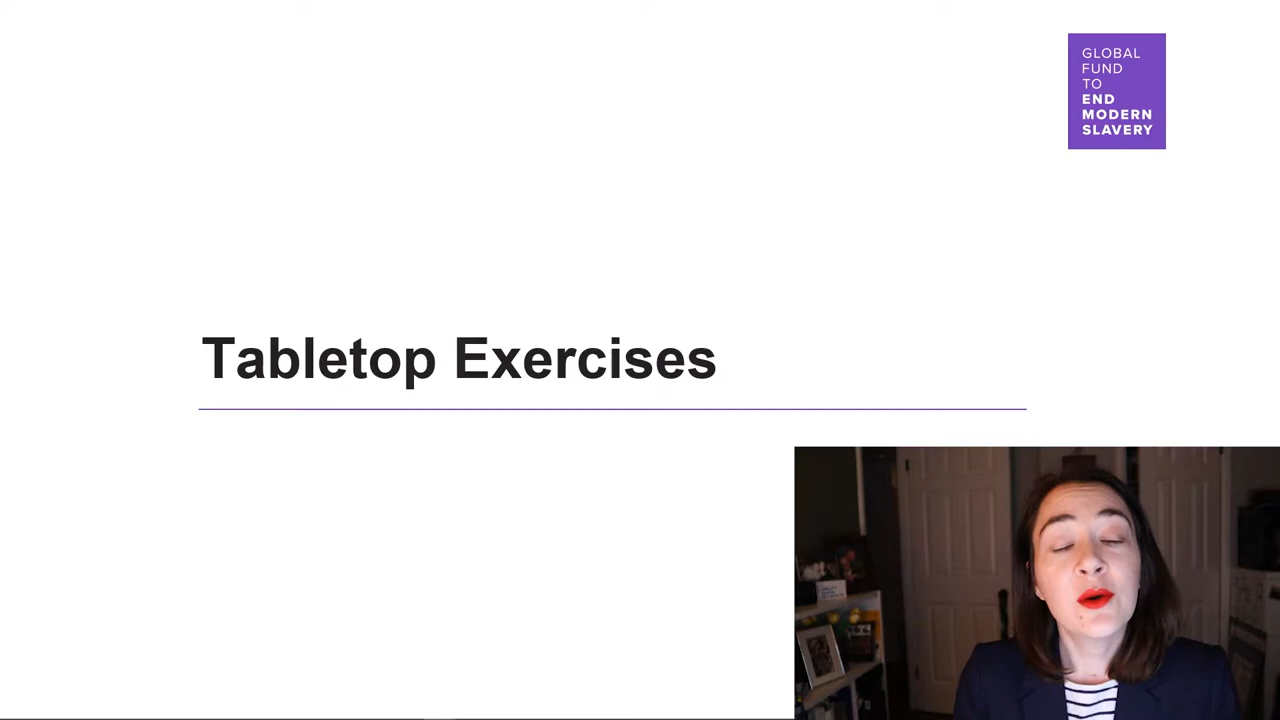 GLOBAL
FUND
TO
END
MODERN
SLAVERY
Tabletop Exercises